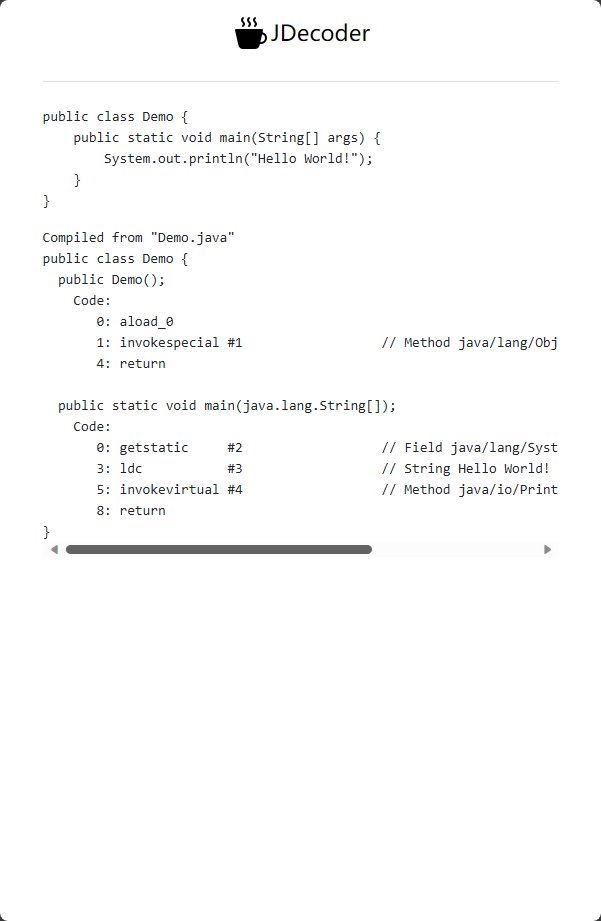 JDecoder
public class Demo {
    public static void main(String[] args) {
        System.out.println("Hello World!");
    }
}
Compiled from "Demo.java"
public class Demo {
  public Demo();
    Code:
       0: aload_0
       1: invokespecial #1                  // Method java/lang/Obj
       4: return
  public static void main(java.lang.String[]);
    Code:
       0: getstatic     #2                  // Field java/lang/Syst
       3: ldc           #3                  // String Hello World!
       5: invokevirtual #4                  // Method java/io/Print
       8: return
}